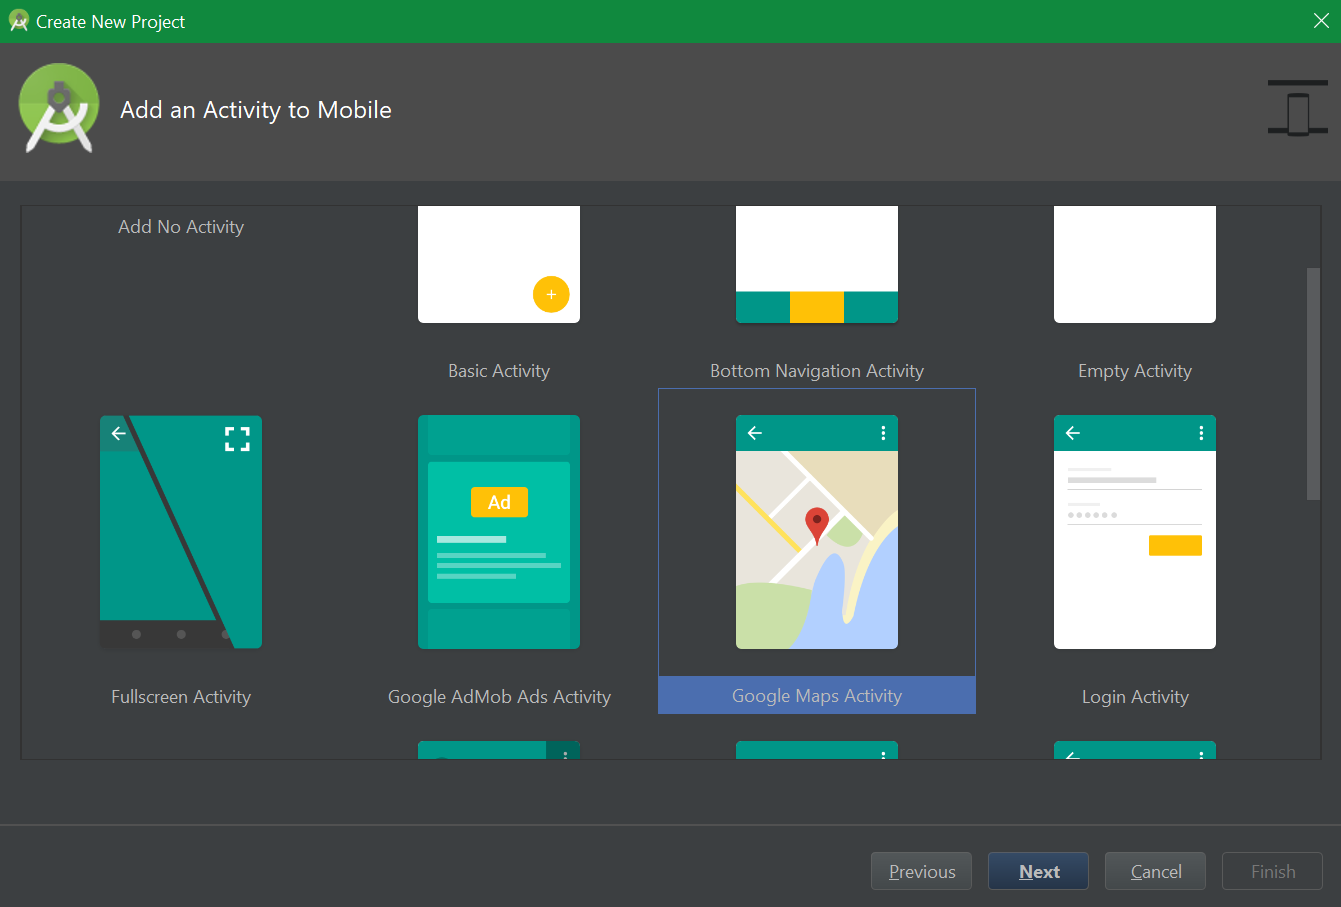 Create New Project
Add an Activity to Mobile
Add No Activity
Basic Activity
Bottom Navigation Activity
Empty Activity
Ad
Fullscreen Activity
Google AdMob Ads Activity
Google Maps Activity
Login Activity
Previous
Next
Cancel
Finish